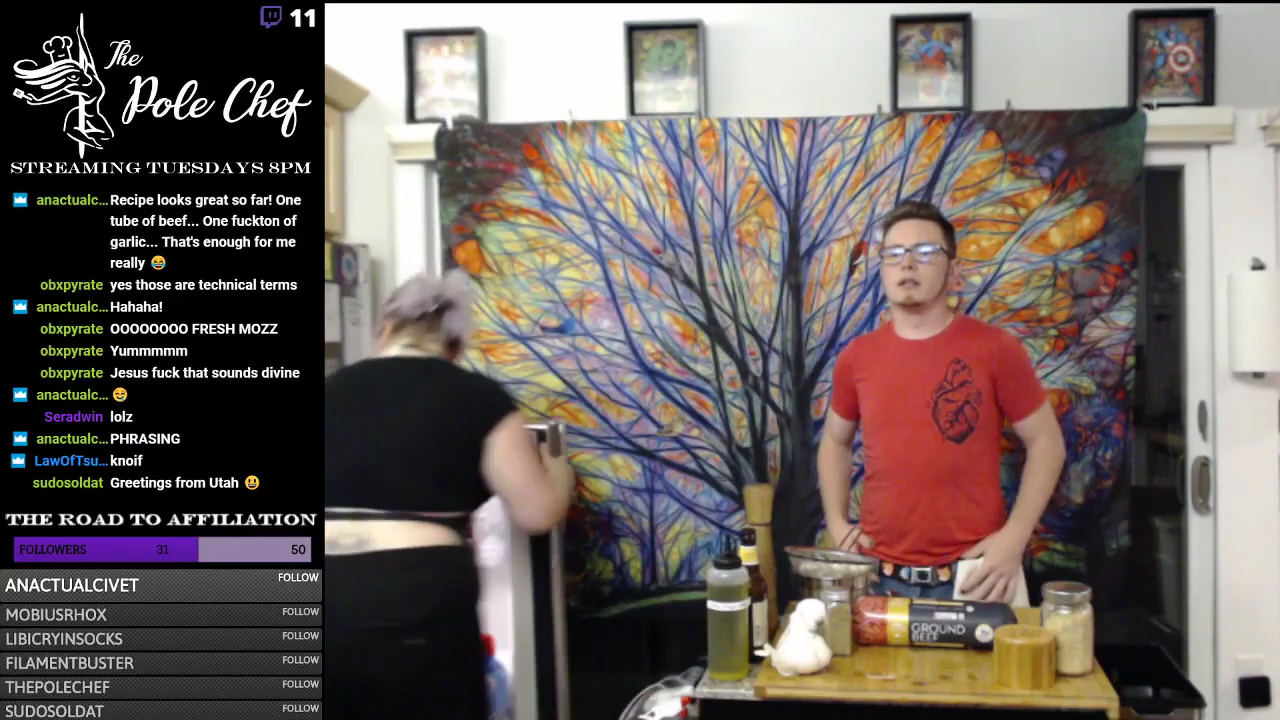 11
The
Pole Chef
STREAMING TUESDAYS 8PM
anactualc... Recipe looks great so far! One
tube of beef... One fuckton of
garlic... That's enough for me
really 😂
obxpyrate yes those are technical terms
anactualc... Hahaha!
obxpyrate OOOOOOOO FRESH MOZZ
obxpyrate Yummmmm
obxpyrate Jesus fuck that sounds divine
anactualc... 😊
Seradwin lolz
anactualc... PHRASING
LawOfTsu... knoif
sudosoldat Greetings from Utah 😃
THE ROAD TO AFFILIATION
FOLLOWERS 31 50
ANACTUALCIVET FOLLOW
MOBIUSRHOX FOLLOW
LIBICRYINSOCKS FOLLOW
FILAMENTBUSTER FOLLOW
THEPOLECHEF FOLLOW
SUDOSOLDAT FOLLOW
GROUND
BEEF